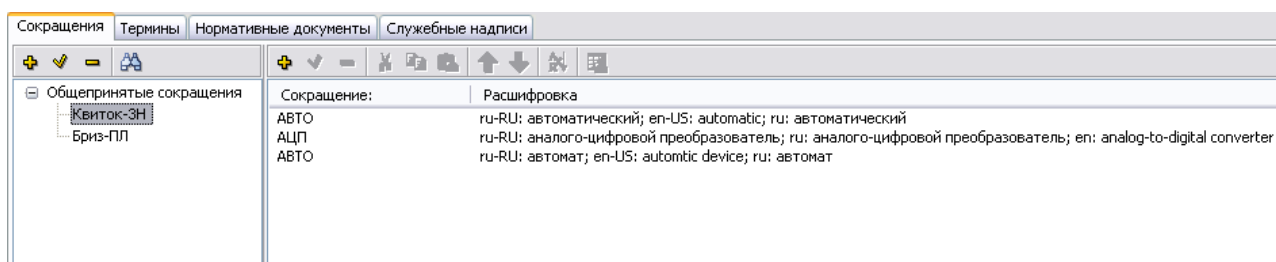 Сокращения Термины Нормативные документы Служебные надписи
Общепринятые сокращения
Квиток-3Н
Бриз-ПЛ
Сокращение: Расшифровка
АВТО ru-RU: автоматический; en-US: automatic; ru: автоматический
АЦП ru-RU: аналого-цифровой преобразователь; ru: аналого-цифровой преобразователь; en: analog-to-digital converter
АВТО ru-RU: автомат; en-US: automtic device; ru: автомат